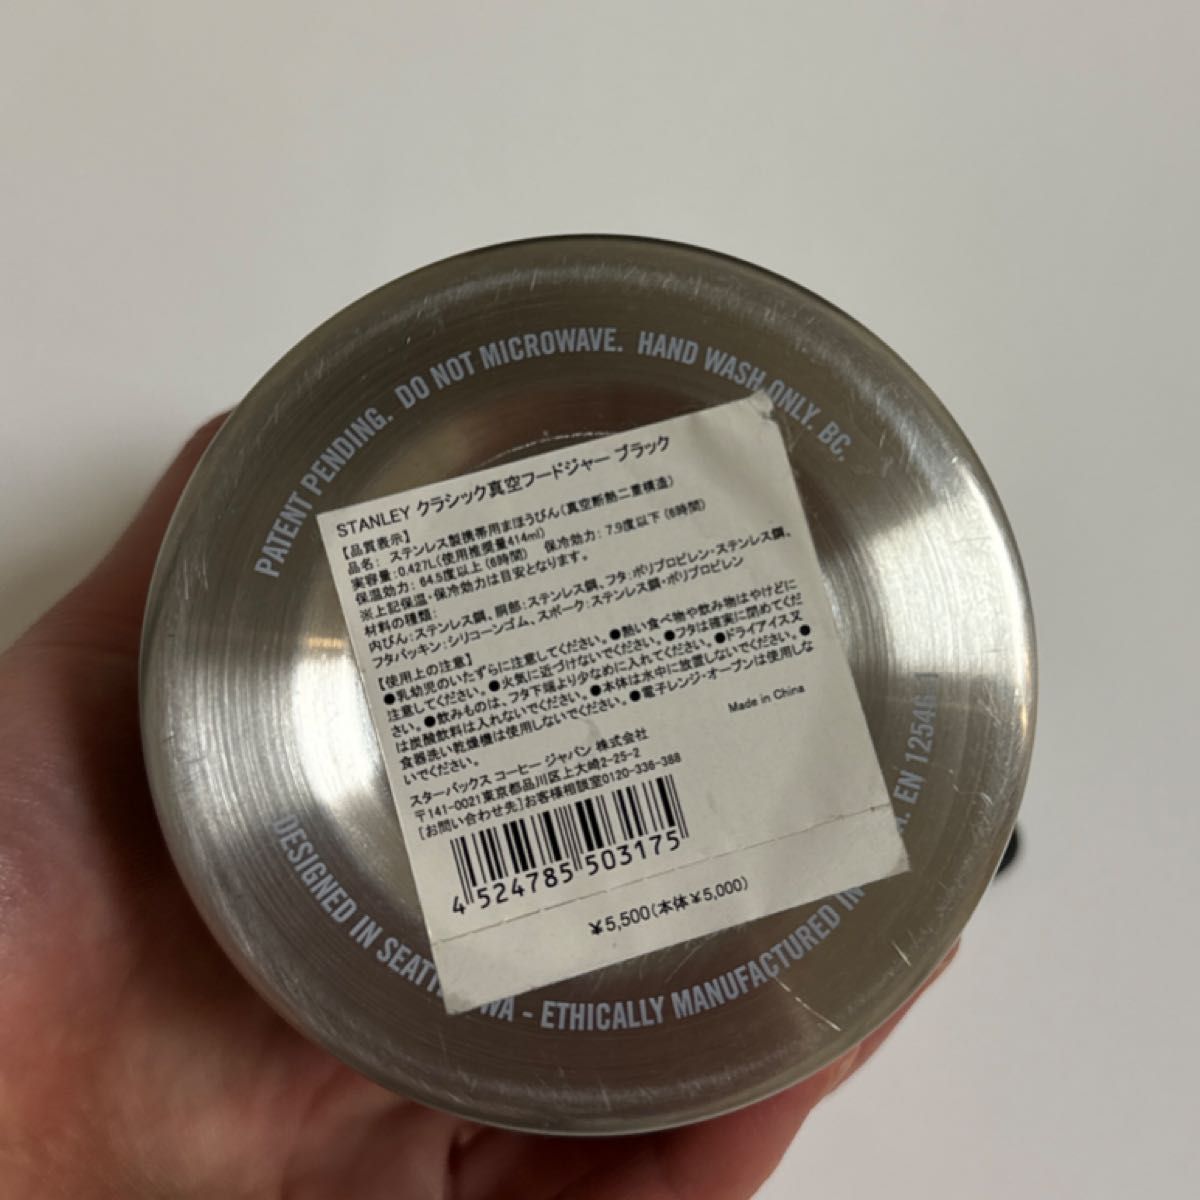 PATENT PENDING. DO NOT MICROWAVE. HAND WASH ONLY. BC.
STANLEY クラシック真空フードジャー ブラック
【品質表示】
品名: ステンレス製携帯用まほうびん(真空断熱二重構造)
実容量:0.427L(使用推奨量414ml)
保温効力: 64.5度以上(6時間) 保冷効力: 7.9度以下(6時間)
※上記保温・保冷効力は目安となります。
材料の種類:
内びん:ステンレス鋼、胴部:ステンレス鋼、フタ:ポリプロピレン・ステンレス鋼、
フタパッキン:シリコーンゴム、スポーク:ステンレス鋼・ポリプロピレン
【使用上の注意】
●乳幼児のいたずらに注意してください。●熱い食べ物や飲み物はやけどに
注意してください。●火気に近づけないでください。●フタは確実に閉めてくだ
さい。●飲みものは、フタ下端より少なめに入れてください。●ドライアイス又
は炭酸飲料は入れないでください。●本体は水中に放置しないでください。●
食器洗い乾燥機は使用しないでください。●電子レンジ・オーブンは使用しな
いでください。
Made in China
スターバックス コーヒー ジャパン 株式会社
〒141-0021東京都品川区上大崎2-25-2
[お問い合わせ先]お客様相談室0120-336-388
4 524785 503175
¥5,500(本体¥5,000)
DESIGNED IN SEATT WA - ETHICALLY MANUFACTURED IN A. EN 12546-1